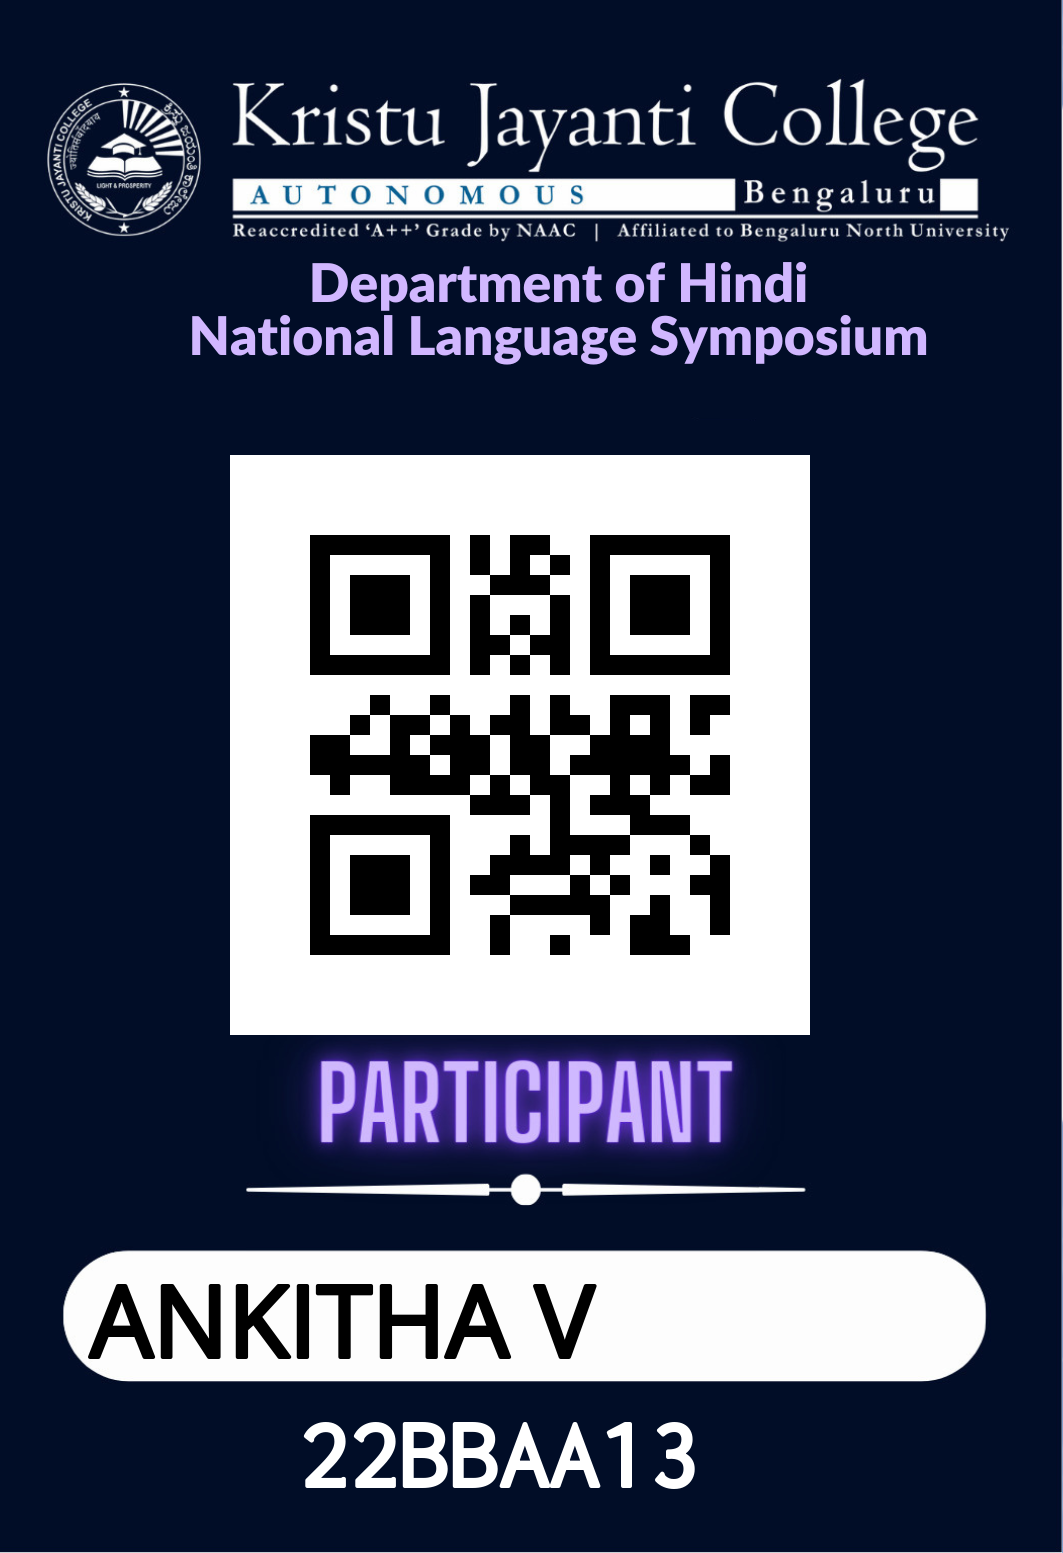 KRISTU JAYANTI COLLEGE
LIGHT & PROSPERITY
Kristu Jayanti College
AUTONOMOUS Bengaluru
Reaccredited ‘A++’ Grade by NAAC | Affiliated to Bengaluru North University
Department of Hindi
National Language Symposium
PARTICIPANT
ANKITHA V
22BBAA13